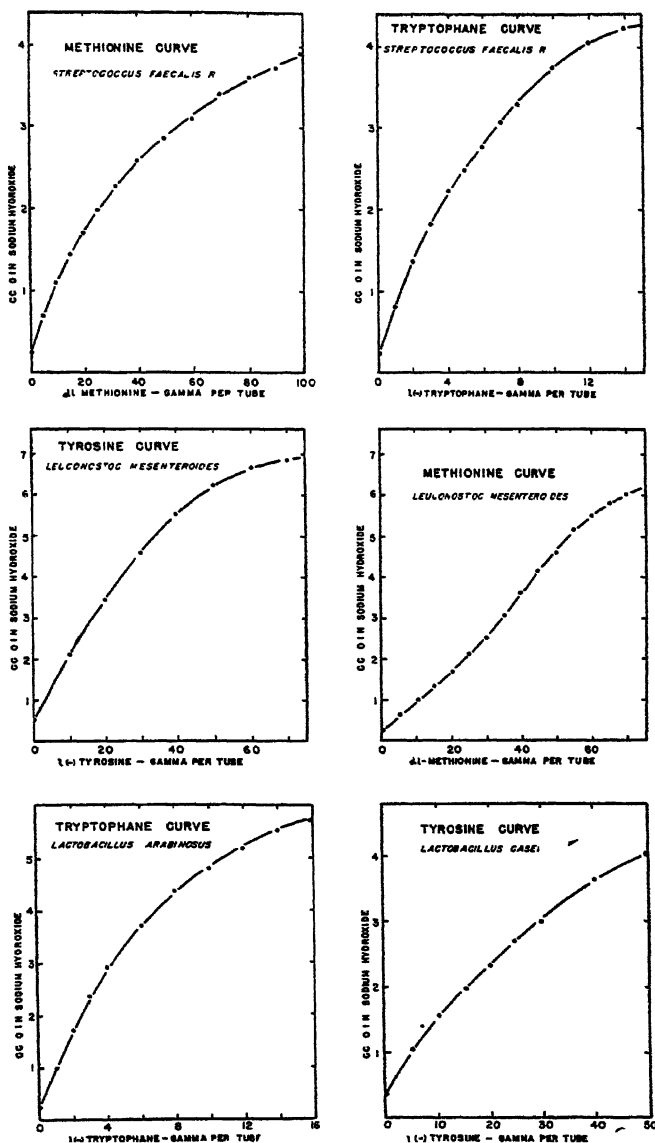 METHIONINE CURVE
STREPTOCOCCUS FAECALIS R
CC 0 IN SODIUM HYDROXIDE
4
3
2
1
0 20 40 60 80 100
dl METHIONINE — GAMMA PER TUBE
TRYPTOPHANE CURVE
STREPTOCOCCUS FAECALIS R
CC 0 IN SODIUM HYDROXIDE
4
3
2
1
0 4 8 12
l(-) TRYPTOPHANE — GAMMA PER TUBE
TYROSINE CURVE
LEUCONOSTOC MESENTEROIDES
CC 0 IN SODIUM HYDROXIDE
7
6
5
4
3
2
1
0 20 40 60
l(-) TYROSINE — GAMMA PER TUBE
METHIONINE CURVE
LEUCONOSTOC MESENTEROIDES
CC 0 IN SODIUM HYDROXIDE
7
6
5
4
3
2
1
0 20 40 60
dl-METHIONINE — GAMMA PER TUBE
TRYPTOPHANE CURVE
LACTOBACILLUS ARABINOSUS
CC 0 IN SODIUM HYDROXIDE
5
4
3
2
1
0 4 8 12 16
l(-) TRYPTOPHANE — GAMMA PER TUBE
TYROSINE CURVE
LACTOBACILLUS CASEI
CC 0 IN SODIUM HYDROXIDE
4
3
2
1
0 10 20 30 40 50
l(-) TYROSINE — GAMMA PER TUBE